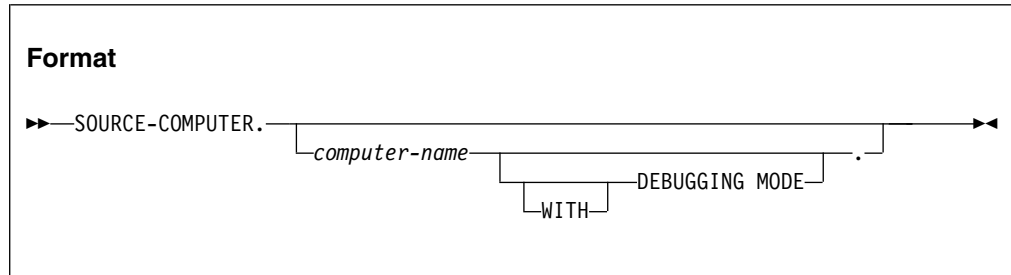 Format
SOURCE-COMPUTER.
computer-name .
DEBUGGING MODE
WITH